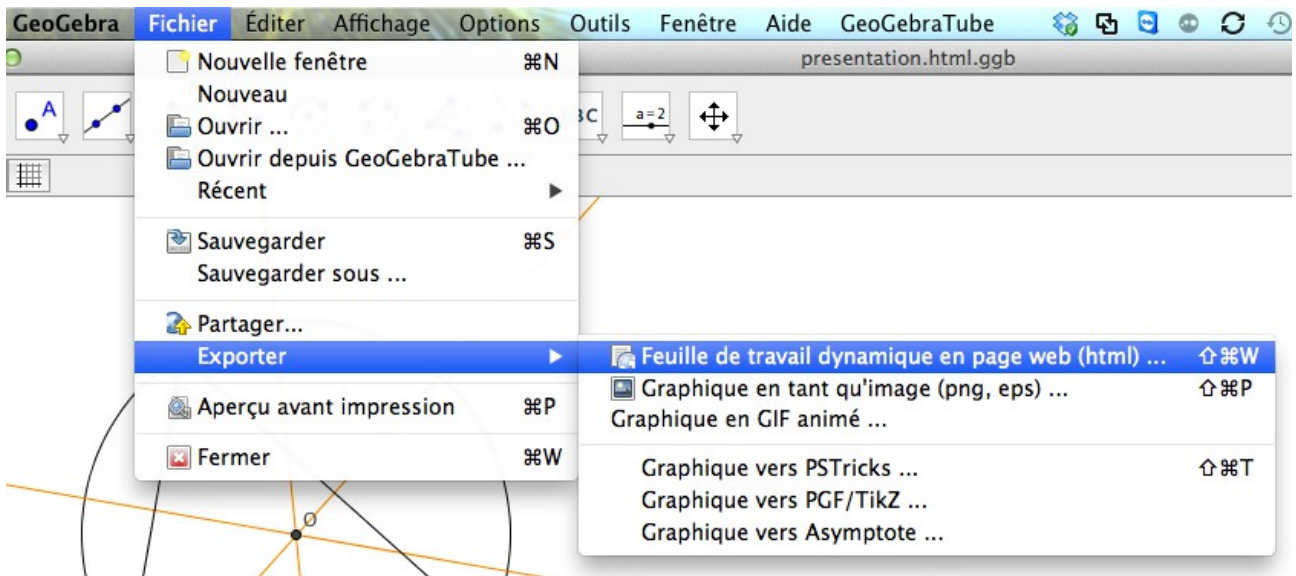 GeoGebra Fichier Éditer Affichage Options Outils Fenêtre Aide GeoGebraTube
presentation.html.ggb
A
BC
a=2
Nouvelle fenêtre ⌘N
Nouveau
Ouvrir ... ⌘O
Ouvrir depuis GeoGebraTube ...
Récent
Sauvegarder ⌘S
Sauvegarder sous ...
Partager...
Exporter
Aperçu avant impression ⌘P
Fermer ⌘W
Feuille de travail dynamique en page web (html) ... ⇧⌘W
Graphique en tant qu'image (png, eps) ... ⇧⌘P
Graphique en GIF animé ...
Graphique vers PSTricks ... ⇧⌘T
Graphique vers PGF/TikZ ...
Graphique vers Asymptote ...
O